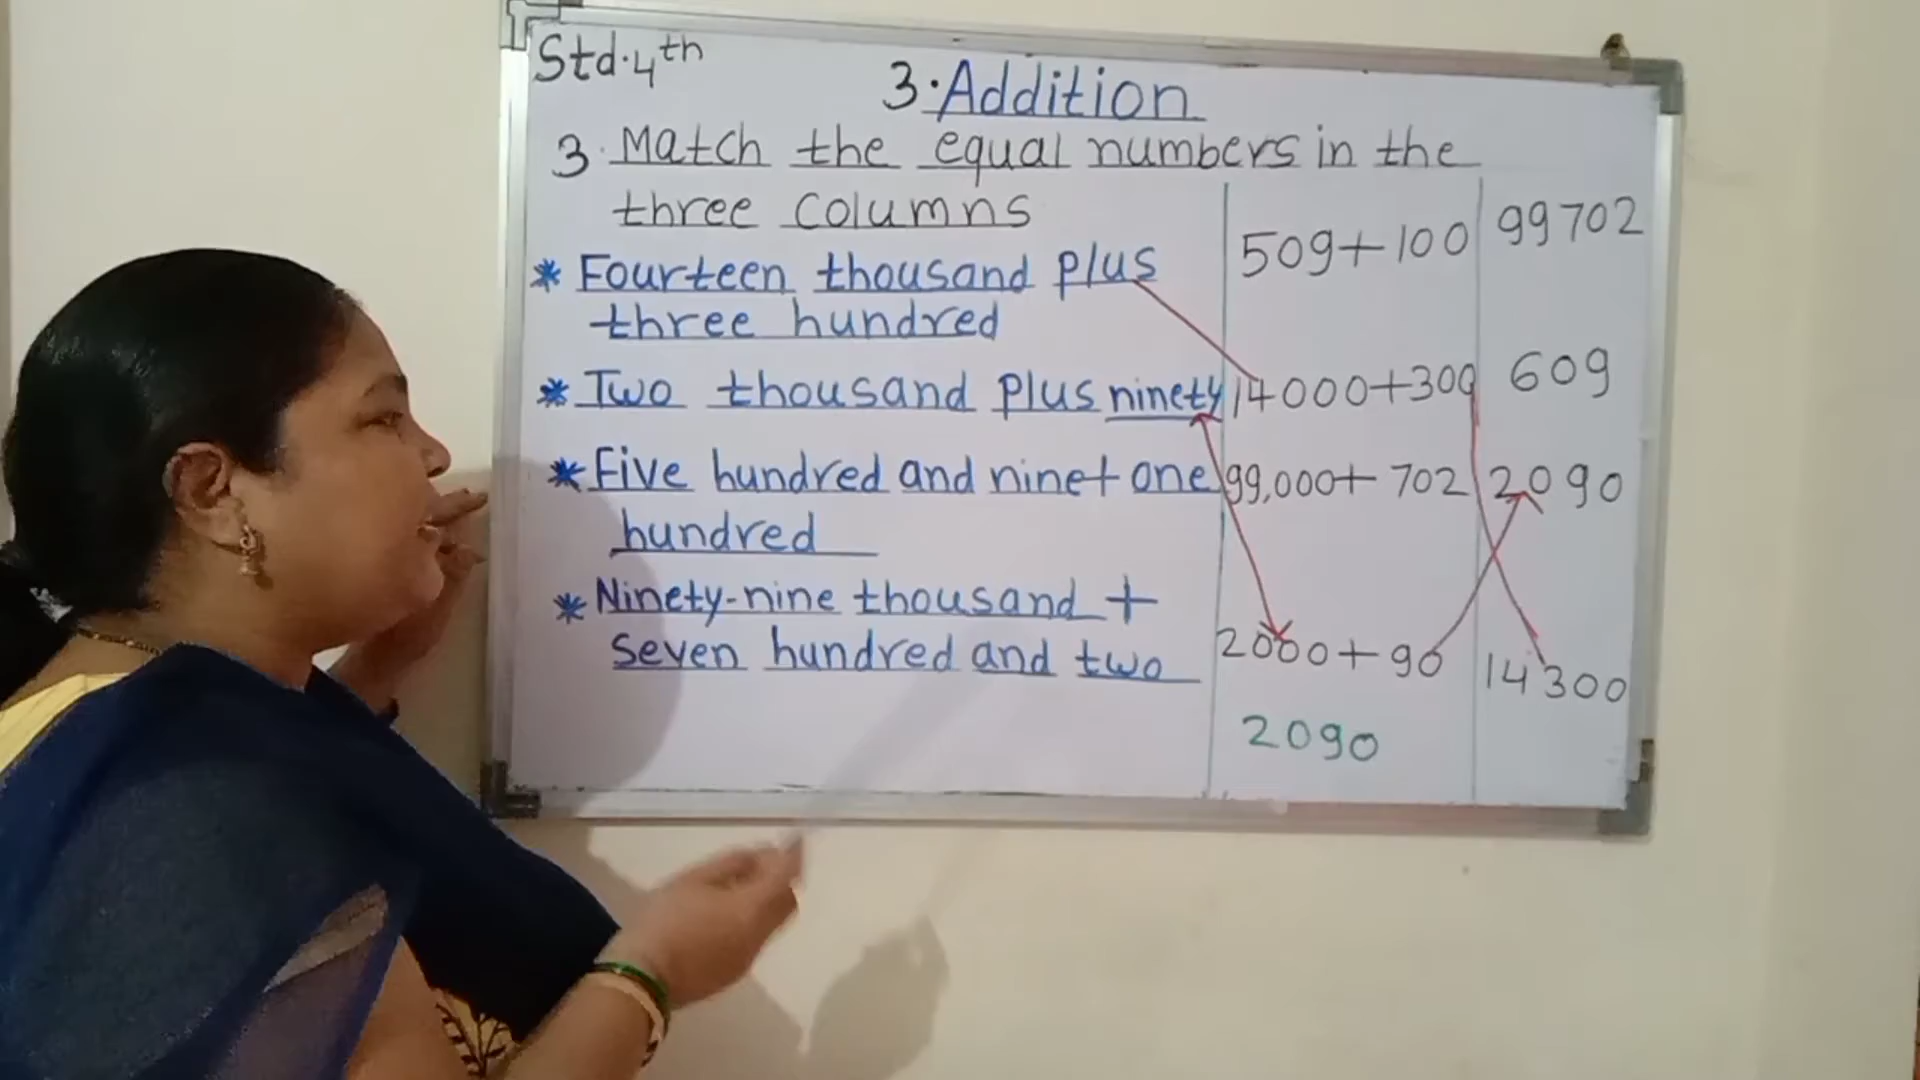 Std.4th
3.Addition
3. Match the equal numbers in the
three columns
* Fourteen thousand plus
three hundred
* Two thousand plus ninety
* Five hundred and nine+ one
hundred
* Ninety-nine thousand +
seven hundred and two
509+100
14000+300
99,000+ 702
2000+90
2090
99702
609
2090
14300